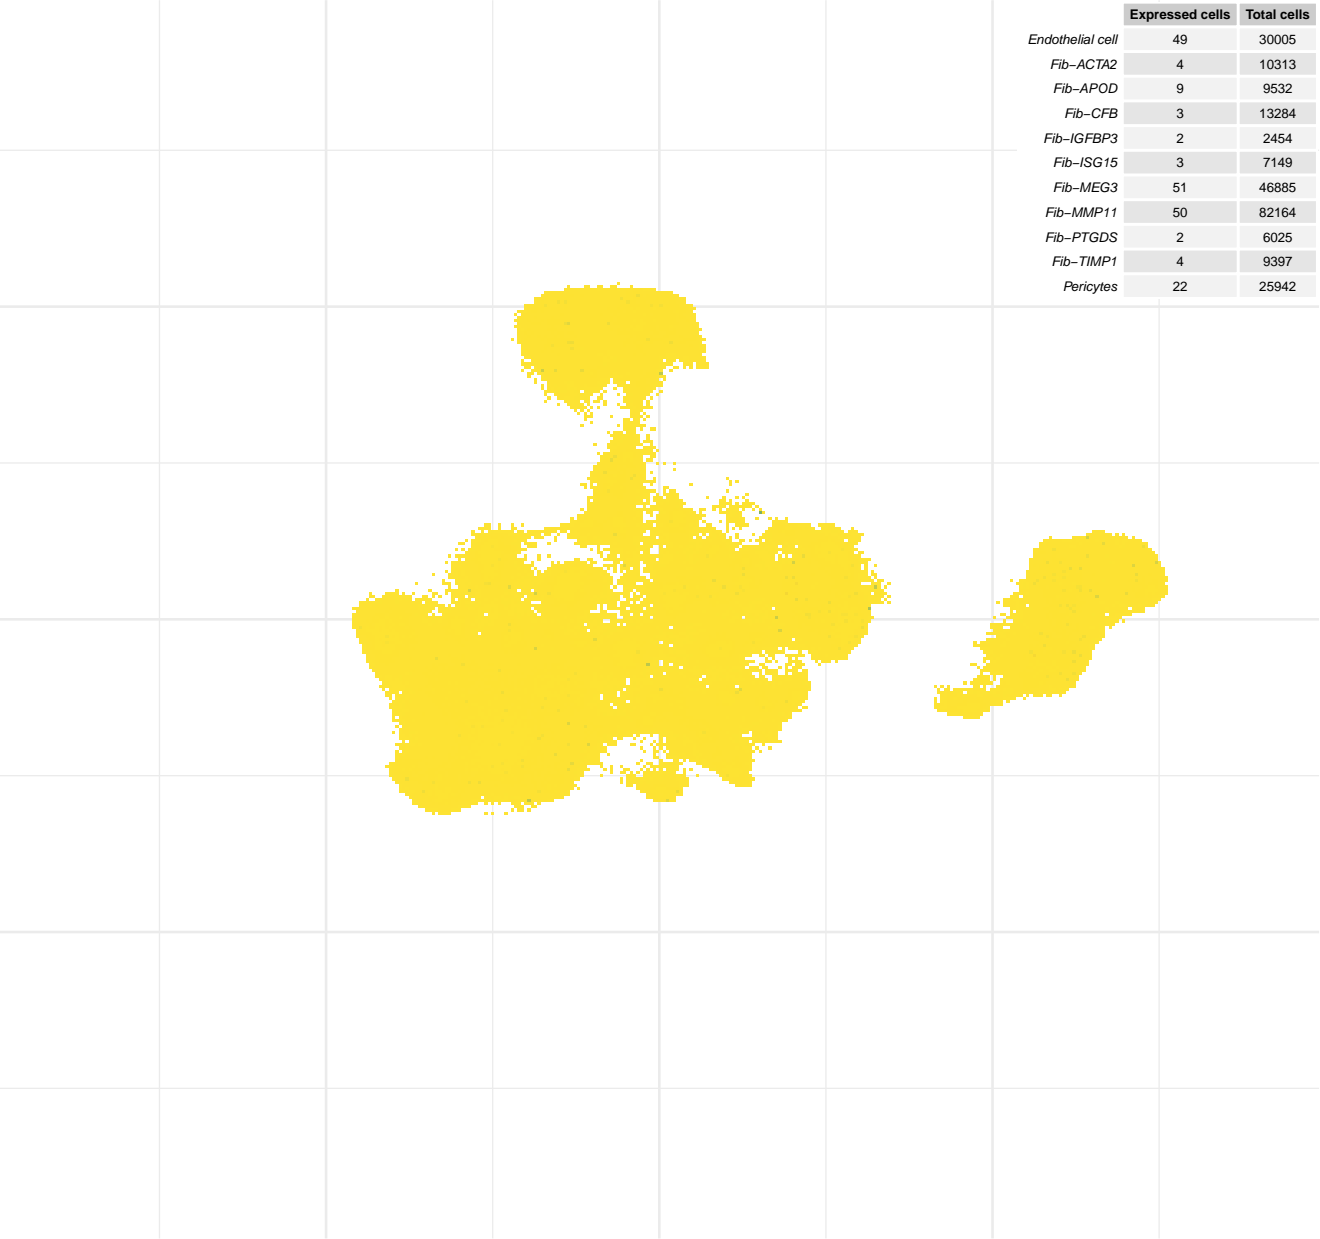 Expressed cells Total cells
Endothelial cell 49 30005
Fib−ACTA2 4 10313
Fib−APOD 9 9532
Fib−CFB 3 13284
Fib−IGFBP3 2 2454
Fib−ISG15 3 7149
Fib−MEG3 51 46885
Fib−MMP11 50 82164
Fib−PTGDS 2 6025
Fib−TIMP1 4 9397
Pericytes 22 25942